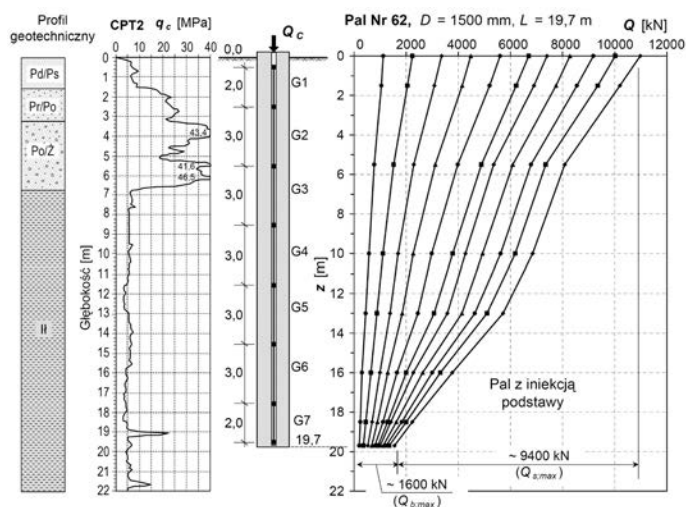 Profil
geotechniczny
CPT2 q c [MPa]
0 10 20 30 40
Głębokość [m]
0
1
2
3
4
5
6
7
8
9
10
11
12
13
14
15
16
17
18
19
20
21
22
Pd/Ps
Pr/Po
Po/Ż
43,4
41,6
46,5
Q c
0,0
2,0
3,0
3,0
3,0
3,0
3,0
2,0
G1
G2
G3
G4
G5
G6
G7
19,7
Pal Nr 62, D = 1500 mm, L = 19,7 m
Q [kN]
0 2000 4000 6000 8000 10000 12000
z [m]
0
2
4
6
8
10
12
14
16
18
20
22
Pal z iniekcją
podstawy
~ 9400 kN
(Qs;max)
~ 1600 kN
(Qb;max)